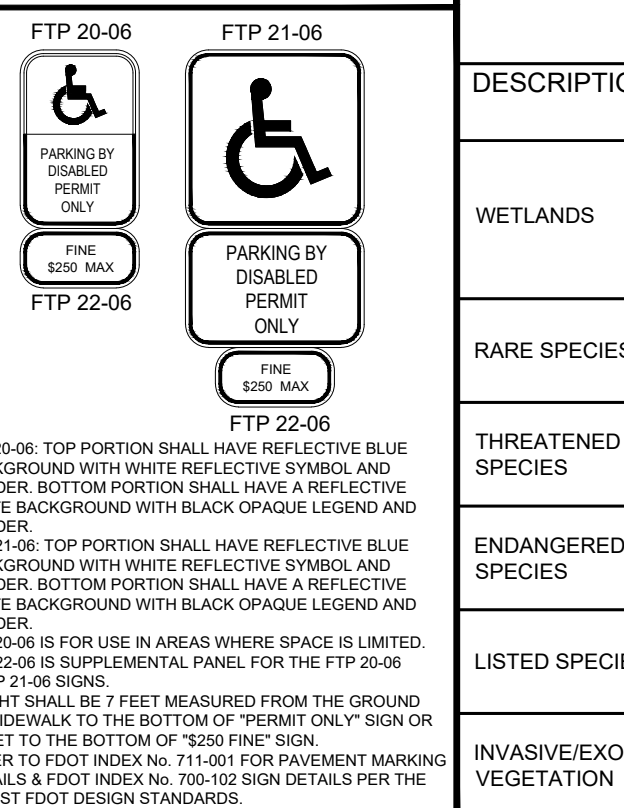 FTP 20-06
PARKING BY
DISABLED
PERMIT
ONLY
FINE
$250 MAX
FTP 22-06
FTP 21-06
PARKING BY
DISABLED
PERMIT
ONLY
FINE
$250 MAX
FTP 22-06
20-06: TOP PORTION SHALL HAVE REFLECTIVE BLUE
KGROUND WITH WHITE REFLECTIVE SYMBOL AND
DER. BOTTOM PORTION SHALL HAVE A REFLECTIVE
TE BACKGROUND WITH BLACK OPAQUE LEGEND AND
DER.
21-06: TOP PORTION SHALL HAVE REFLECTIVE BLUE
KGROUND WITH WHITE REFLECTIVE SYMBOL AND
DER. BOTTOM PORTION SHALL HAVE A REFLECTIVE
TE BACKGROUND WITH BLACK OPAQUE LEGEND AND
DER.
20-06 IS FOR USE IN AREAS WHERE SPACE IS LIMITED.
22-06 IS SUPPLEMENTAL PANEL FOR THE FTP 20-06
P 21-06 SIGNS.
HT SHALL BE 7 FEET MEASURED FROM THE GROUND
IDEWALK TO THE BOTTOM OF "PERMIT ONLY" SIGN OR
ET TO THE BOTTOM OF "$250 FINE" SIGN.
ER TO FDOT INDEX No. 711-001 FOR PAVEMENT MARKING
AILS & FDOT INDEX No. 700-102 SIGN DETAILS PER THE
EST FDOT DESIGN STANDARDS.
DESCRIPTIO
WETLANDS
RARE SPECIES
THREATENED
SPECIES
ENDANGERED
SPECIES
LISTED SPECIE
INVASIVE/EXO
VEGETATION